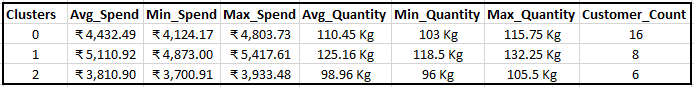 Clusters Avg_Spend Min_Spend Max_Spend Avg_Quantity Min_Quantity Max_Quantity Customer_Count
0 ₹ 4,432.49 ₹ 4,124.17 ₹ 4,803.73 110.45 Kg 103 Kg 115.75 Kg 16
1 ₹ 5,110.92 ₹ 4,873.00 ₹ 5,417.61 125.16 Kg 118.5 Kg 132.25 Kg 8
2 ₹ 3,810.90 ₹ 3,700.91 ₹ 3,933.48 98.96 Kg 96 Kg 105.5 Kg 6